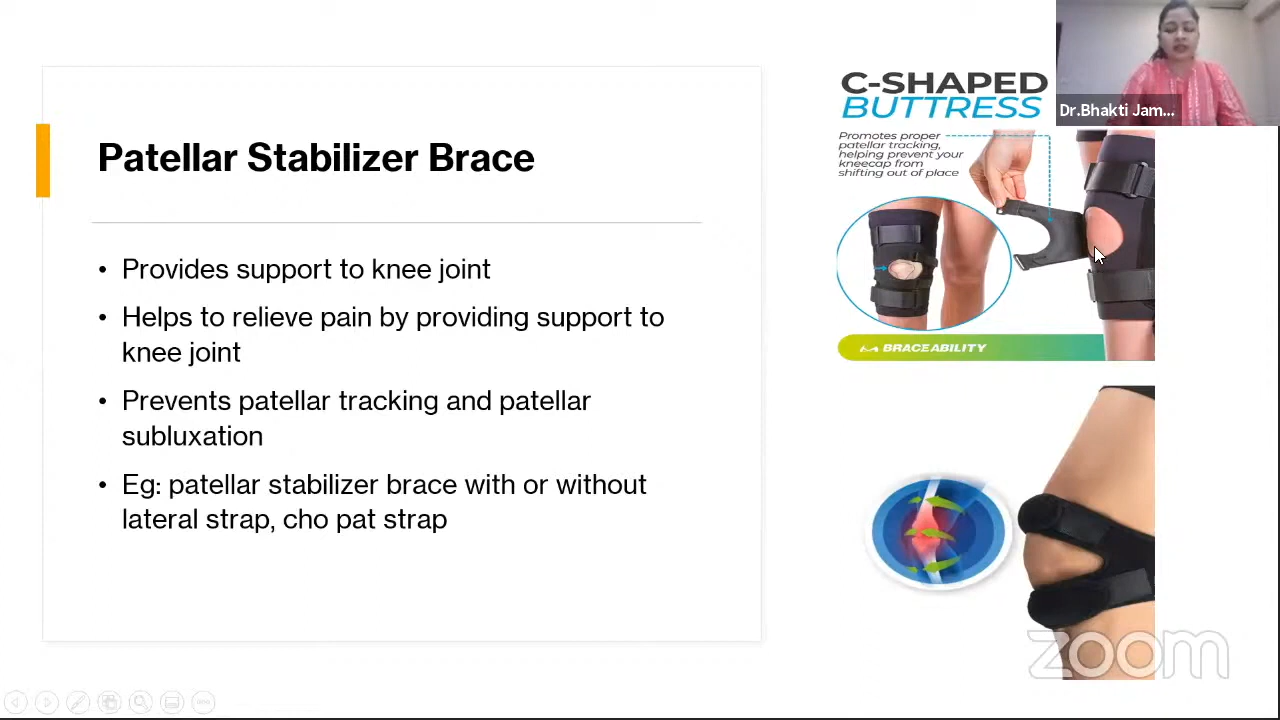 Patellar Stabilizer Brace
• Provides support to knee joint
• Helps to relieve pain by providing support to
knee joint
• Prevents patellar tracking and patellar
subluxation
• Eg: patellar stabilizer brace with or without
lateral strap, cho pat strap
C-SHAPED
BUTTRESS
Promotes proper
patellar tracking,
helping prevent your
kneecap from
shifting out of place
BRACEABILITY
Dr.Bhakti Jam...
zoom